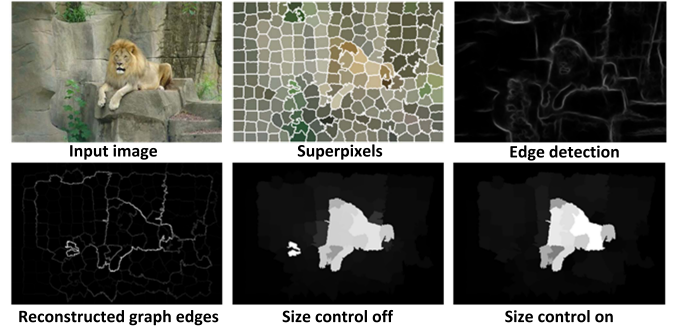 Input image
Superpixels
Edge detection
Reconstructed graph edges
Size control off
Size control on